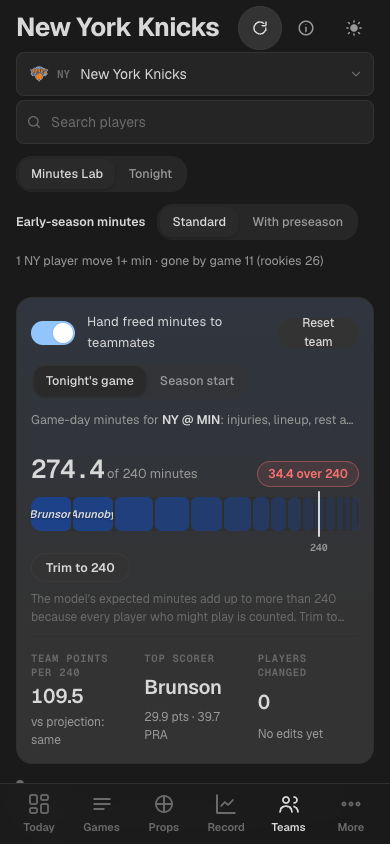 New York Knicks
NY New York Knicks
Search players
Minutes Lab Tonight
Early-season minutes Standard With preseason
1 NY player move 1+ min · gone by game 11 (rookies 26)
Hand freed minutes to
teammates
Reset
team
Tonight's game Season start
Game-day minutes for NY @ MIN: injuries, lineup, rest a…
274.4 of 240 minutes 34.4 over 240
Brunson Anunoby
240
Trim to 240
The model's expected minutes add up to more than 240
because every player who might play is counted. Trim to…
TEAM POINTS
PER 240
109.5
vs projection:
same
TOP SCORER
Brunson
29.9 pts · 39.7
PRA
PLAYERS
CHANGED
0
No edits yet
Today Games Props Record Teams More